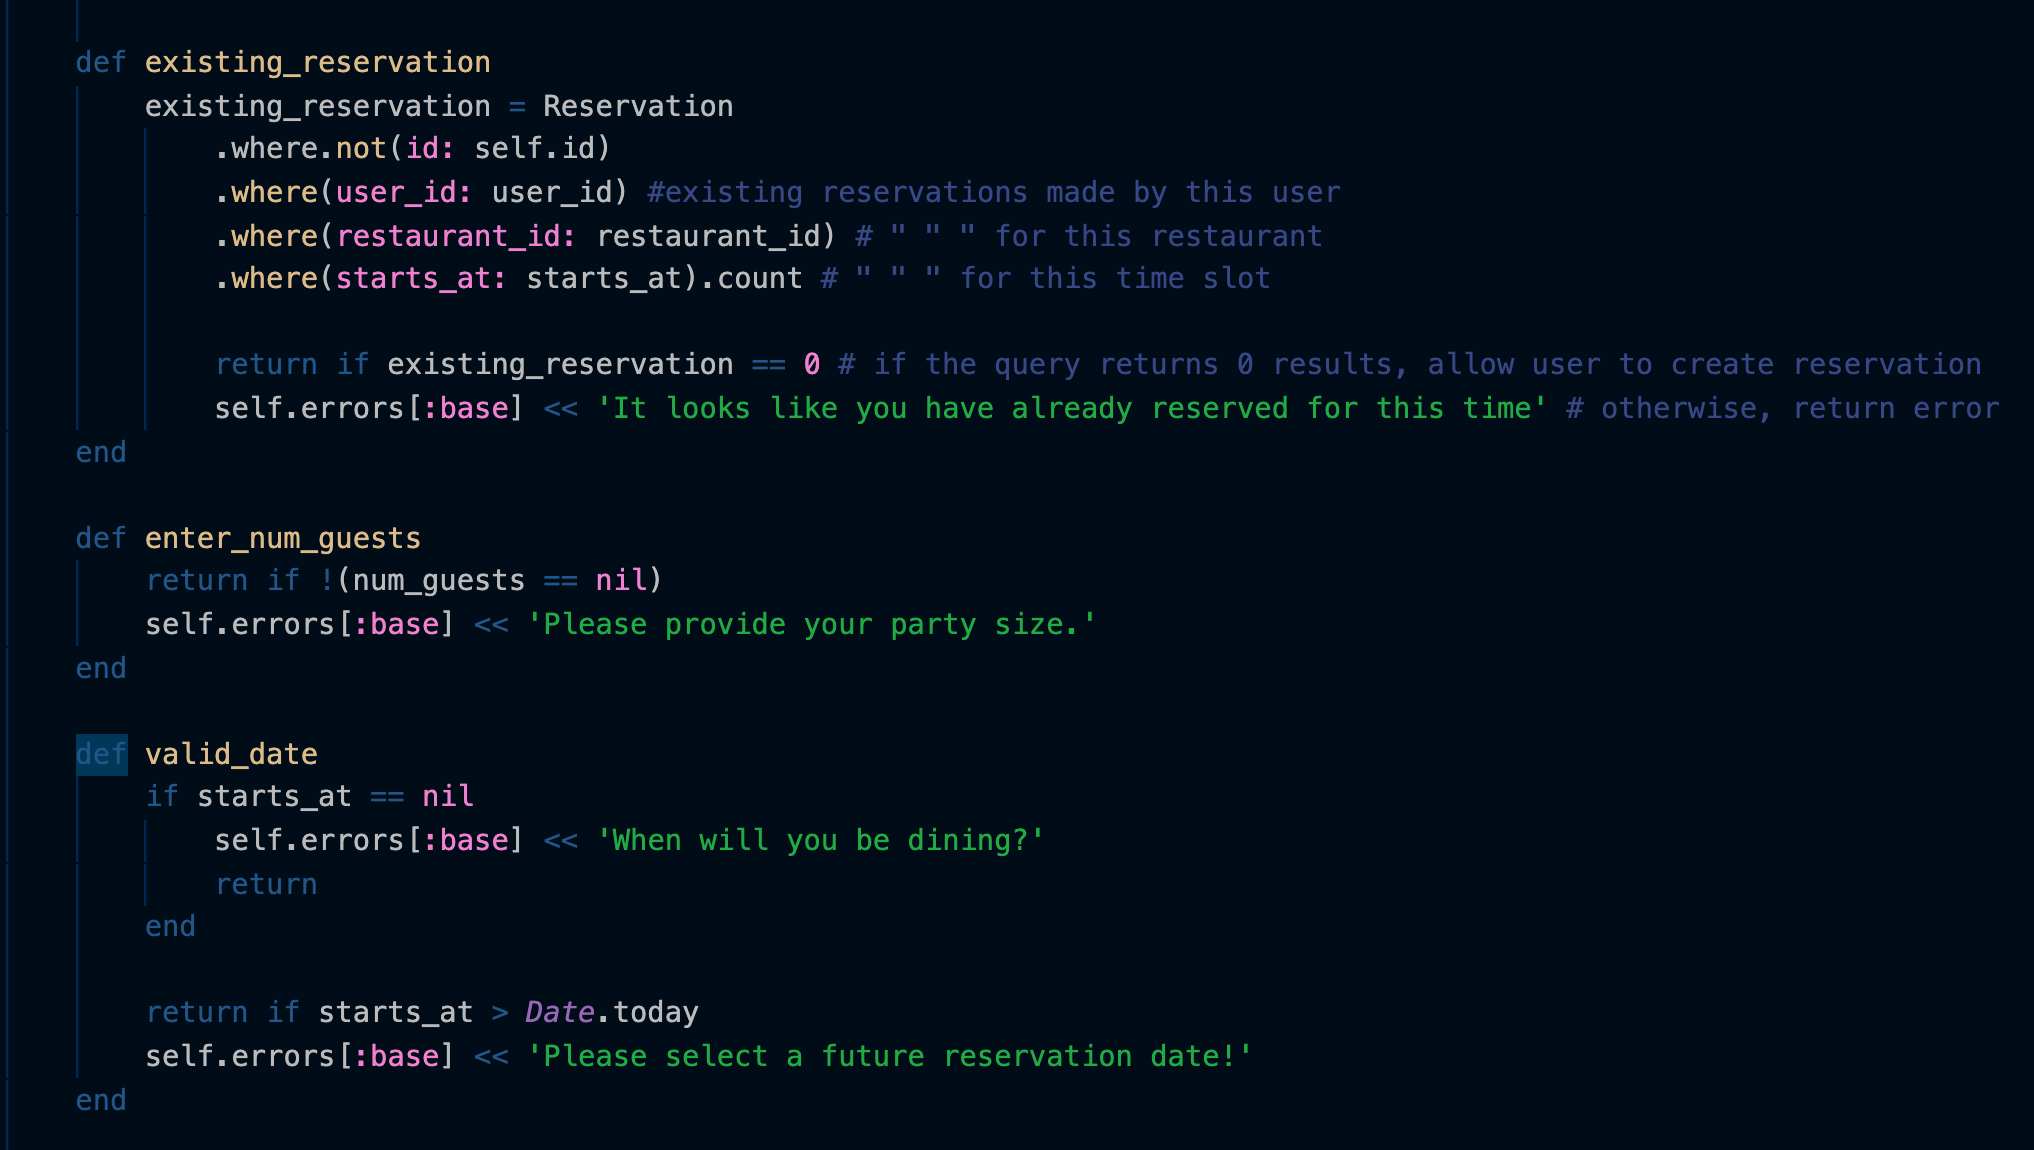 def existing_reservation
existing_reservation = Reservation
.where.not(id: self.id)
.where(user_id: user_id) #existing reservations made by this user
.where(restaurant_id: restaurant_id) # " " " for this restaurant
.where(starts_at: starts_at).count # " " " for this time slot
return if existing_reservation == 0 # if the query returns 0 results, allow user to create reservation
self.errors[:base] << 'It looks like you have already reserved for this time' # otherwise, return error
end
def enter_num_guests
return if !(num_guests == nil)
self.errors[:base] << 'Please provide your party size.'
end
def valid_date
if starts_at == nil
self.errors[:base] << 'When will you be dining?'
return
end
return if starts_at > Date.today
self.errors[:base] << 'Please select a future reservation date!'
end